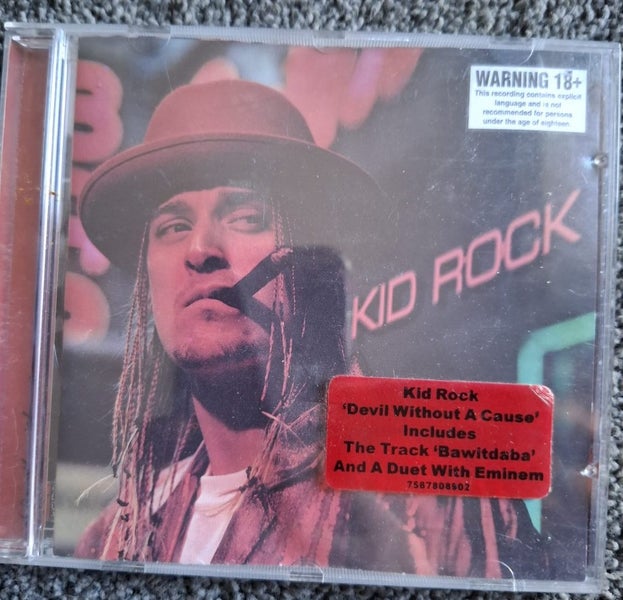 WARNING 18+
This recording contains explicit
language and is not
recommended for persons
under the age of eighteen
KID ROCK
Kid Rock
'Devil Without A Cause'
Includes
The Track 'Bawitdaba'
And A Duet With Eminem
7567808502